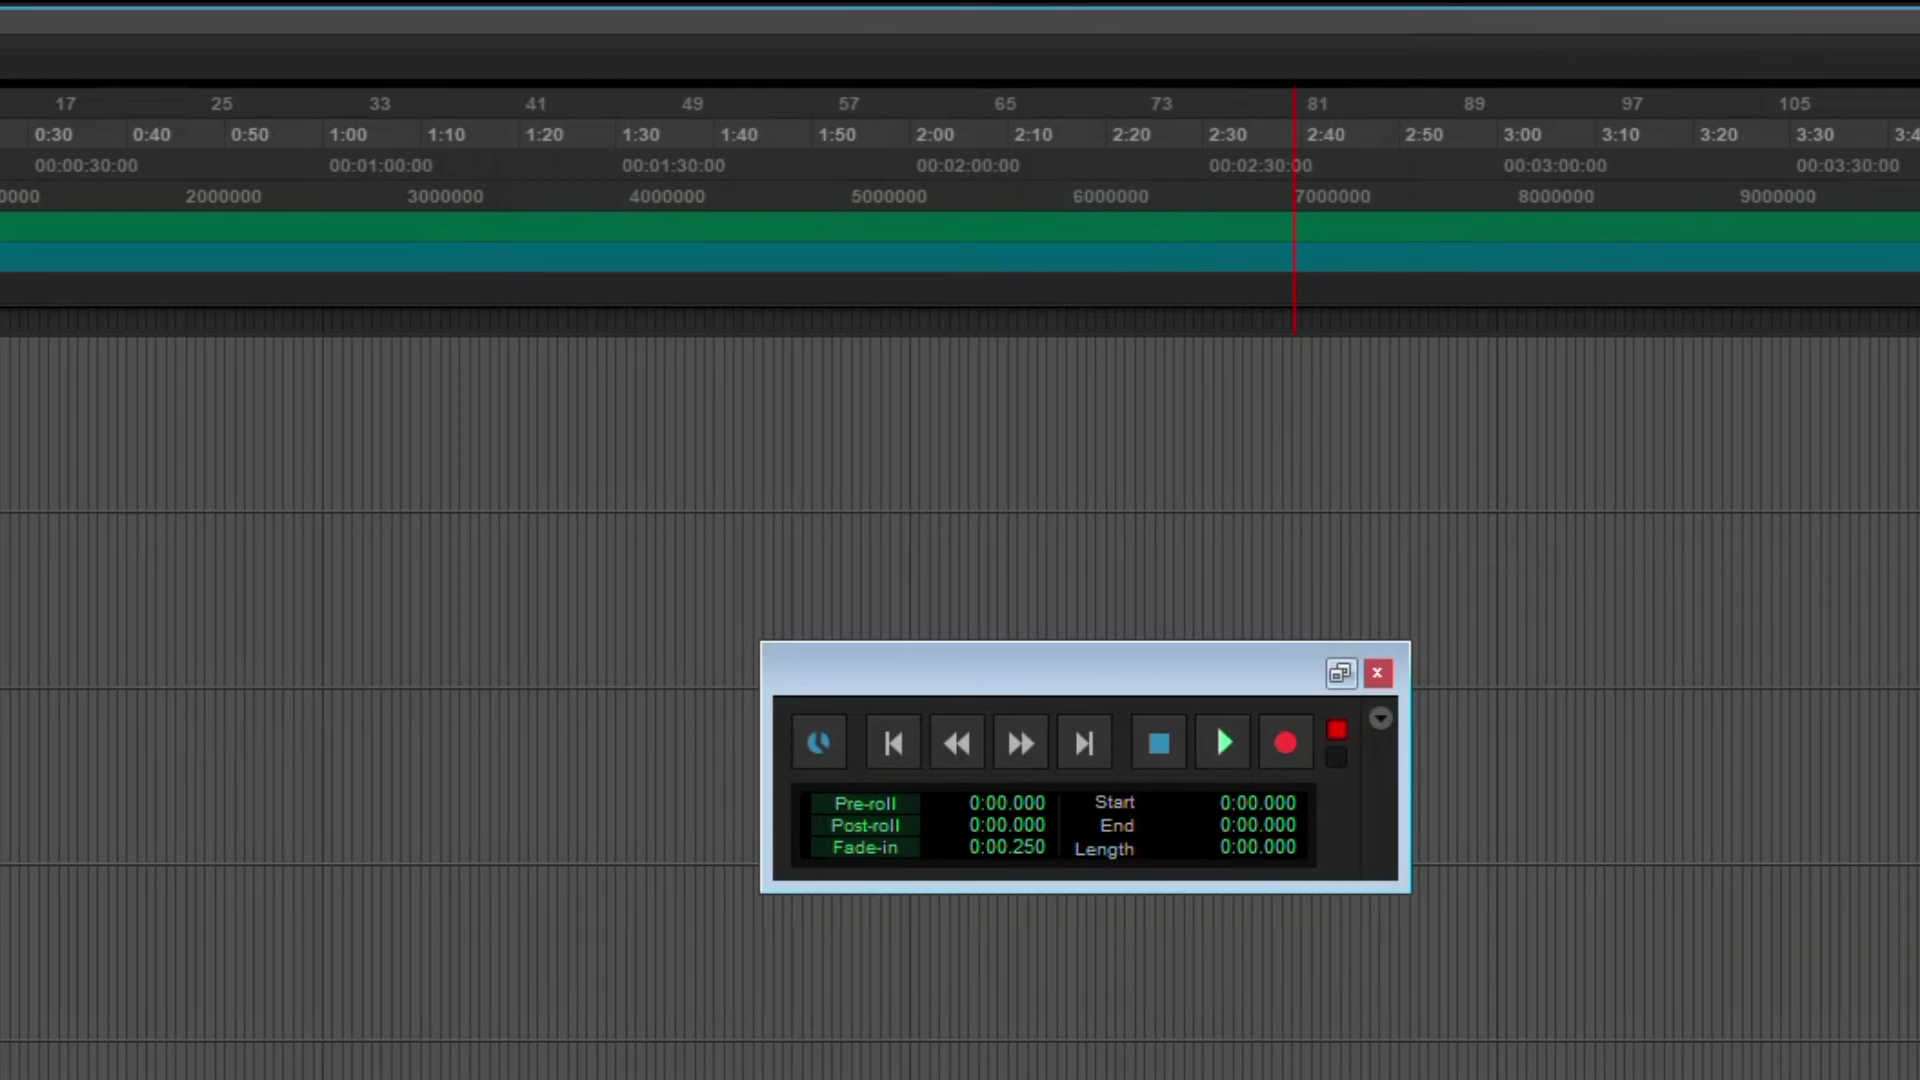 17 25 33 41 49 57 65 73 81 89 97 105
0:30 0:40 0:50 1:00 1:10 1:20 1:30 1:40 1:50 2:00 2:10 2:20 2:30 2:40 2:50 3:00 3:10 3:20 3:30 3:4
00:00:30:00 00:01:00:00 00:01:30:00 00:02:00:00 00:02:30:00 00:03:00:00 00:03:30:00
0000 2000000 3000000 4000000 5000000 6000000 7000000 8000000 9000000
x
Pre-roll 0:00.000 Start 0:00.000
Post-roll 0:00.000 End 0:00.000
Fade-in 0:00.250 Length 0:00.000